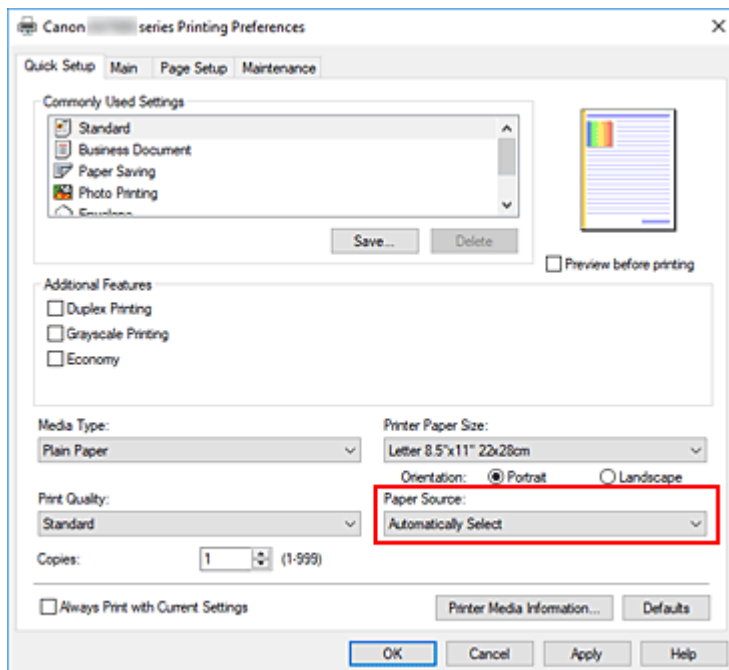 Canon series Printing Preferences
Quick Setup Main Page Setup Maintenance
Commonly Used Settings
Standard
Business Document
Paper Saving
Photo Printing
Envelope
Save... Delete
Preview before printing
Additional Features
Duplex Printing
Grayscale Printing
Economy
Media Type: Printer Paper Size:
Plain Paper Letter 8.5"x11" 22x28cm
Orientation: Portrait Landscape
Print Quality: Paper Source:
Standard Automatically Select
Copies: 1 (1-999)
Always Print with Current Settings Printer Media Information... Defaults
OK Cancel Apply Help